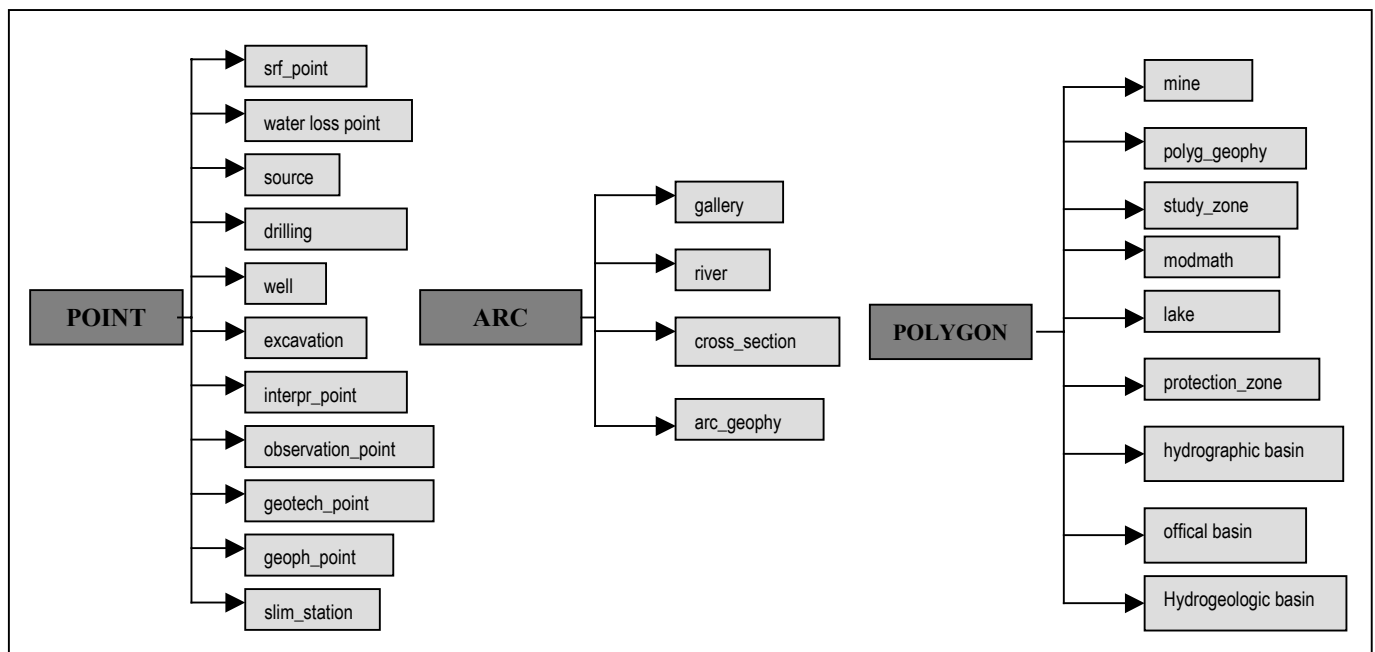 POINT
srf_point
water loss point
source
drilling
well
excavation
interpr_point
observation_point
geotech_point
geoph_point
slim_station
ARC
gallery
river
cross_section
arc_geophy
POLYGON
mine
polyg_geophy
study_zone
modmath
lake
protection_zone
hydrographic basin
offical basin
Hydrogeologic basin